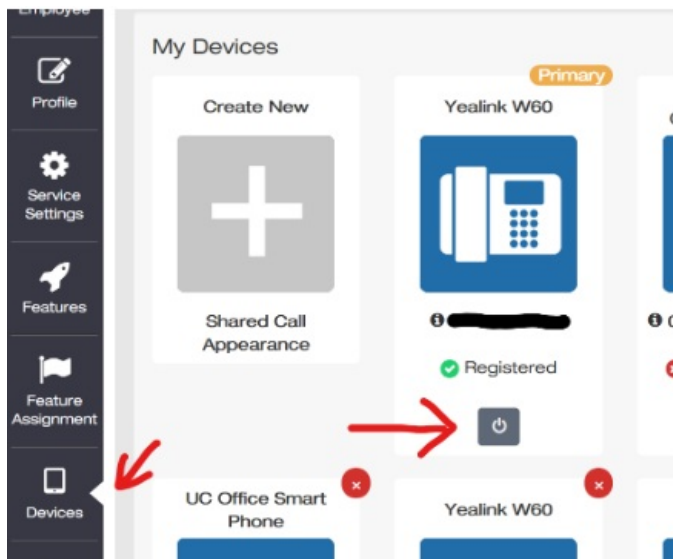 Employee
Profile
Service
Settings
Features
Feature
Assignment
Devices
My Devices
Create New
Shared Call
Appearance
Primary
Yealink W60
Registered
UC Office Smart
Phone
Yealink W60